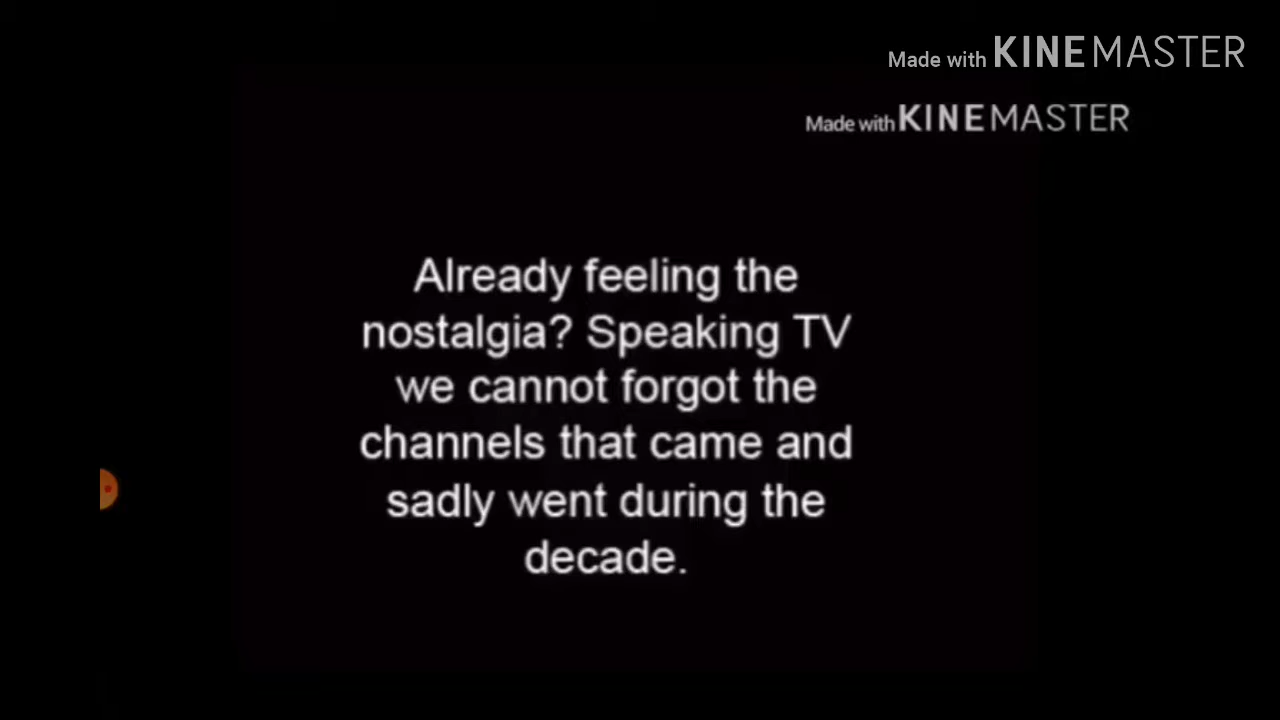 Made with KINEMASTER
Made with KINEMASTER
Already feeling the
nostalgia? Speaking TV
we cannot forgot the
channels that came and
sadly went during the
decade.